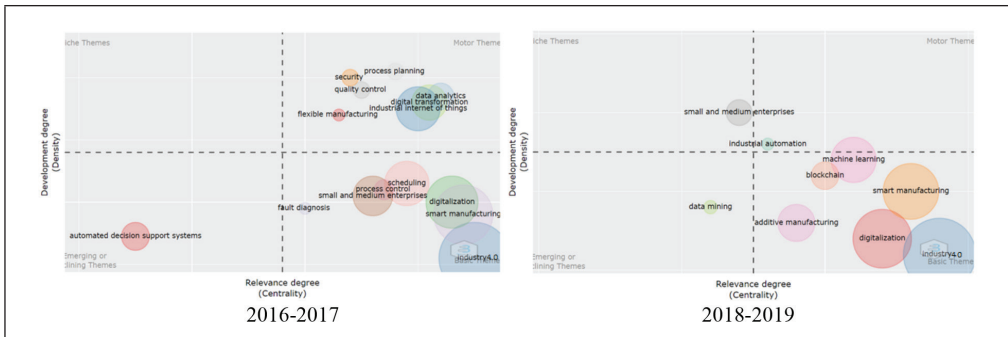 iche Themes
Motor Theme
process planning
security
quality control
data analytics
digital transformation
industrial internet of things
flexible manufacturing
scheduling
process control
small and medium enterprises
digitalization
fault diagnosis
smart manufacturing
automated decision support systems
industry4.0
Emerging or
clining Themes
Basic Theme
Development degree
(Density)
Relevance degree
(Centrality)
2016-2017
iche Themes
Motor Theme
small and medium enterprises
industrial automation
machine learning
blockchain
smart manufacturing
data mining
additive manufacturing
digitalization
industry4.0
Emerging or
clining Themes
Basic Theme
Development degree
(Density)
Relevance degree
(Centrality)
2018-2019